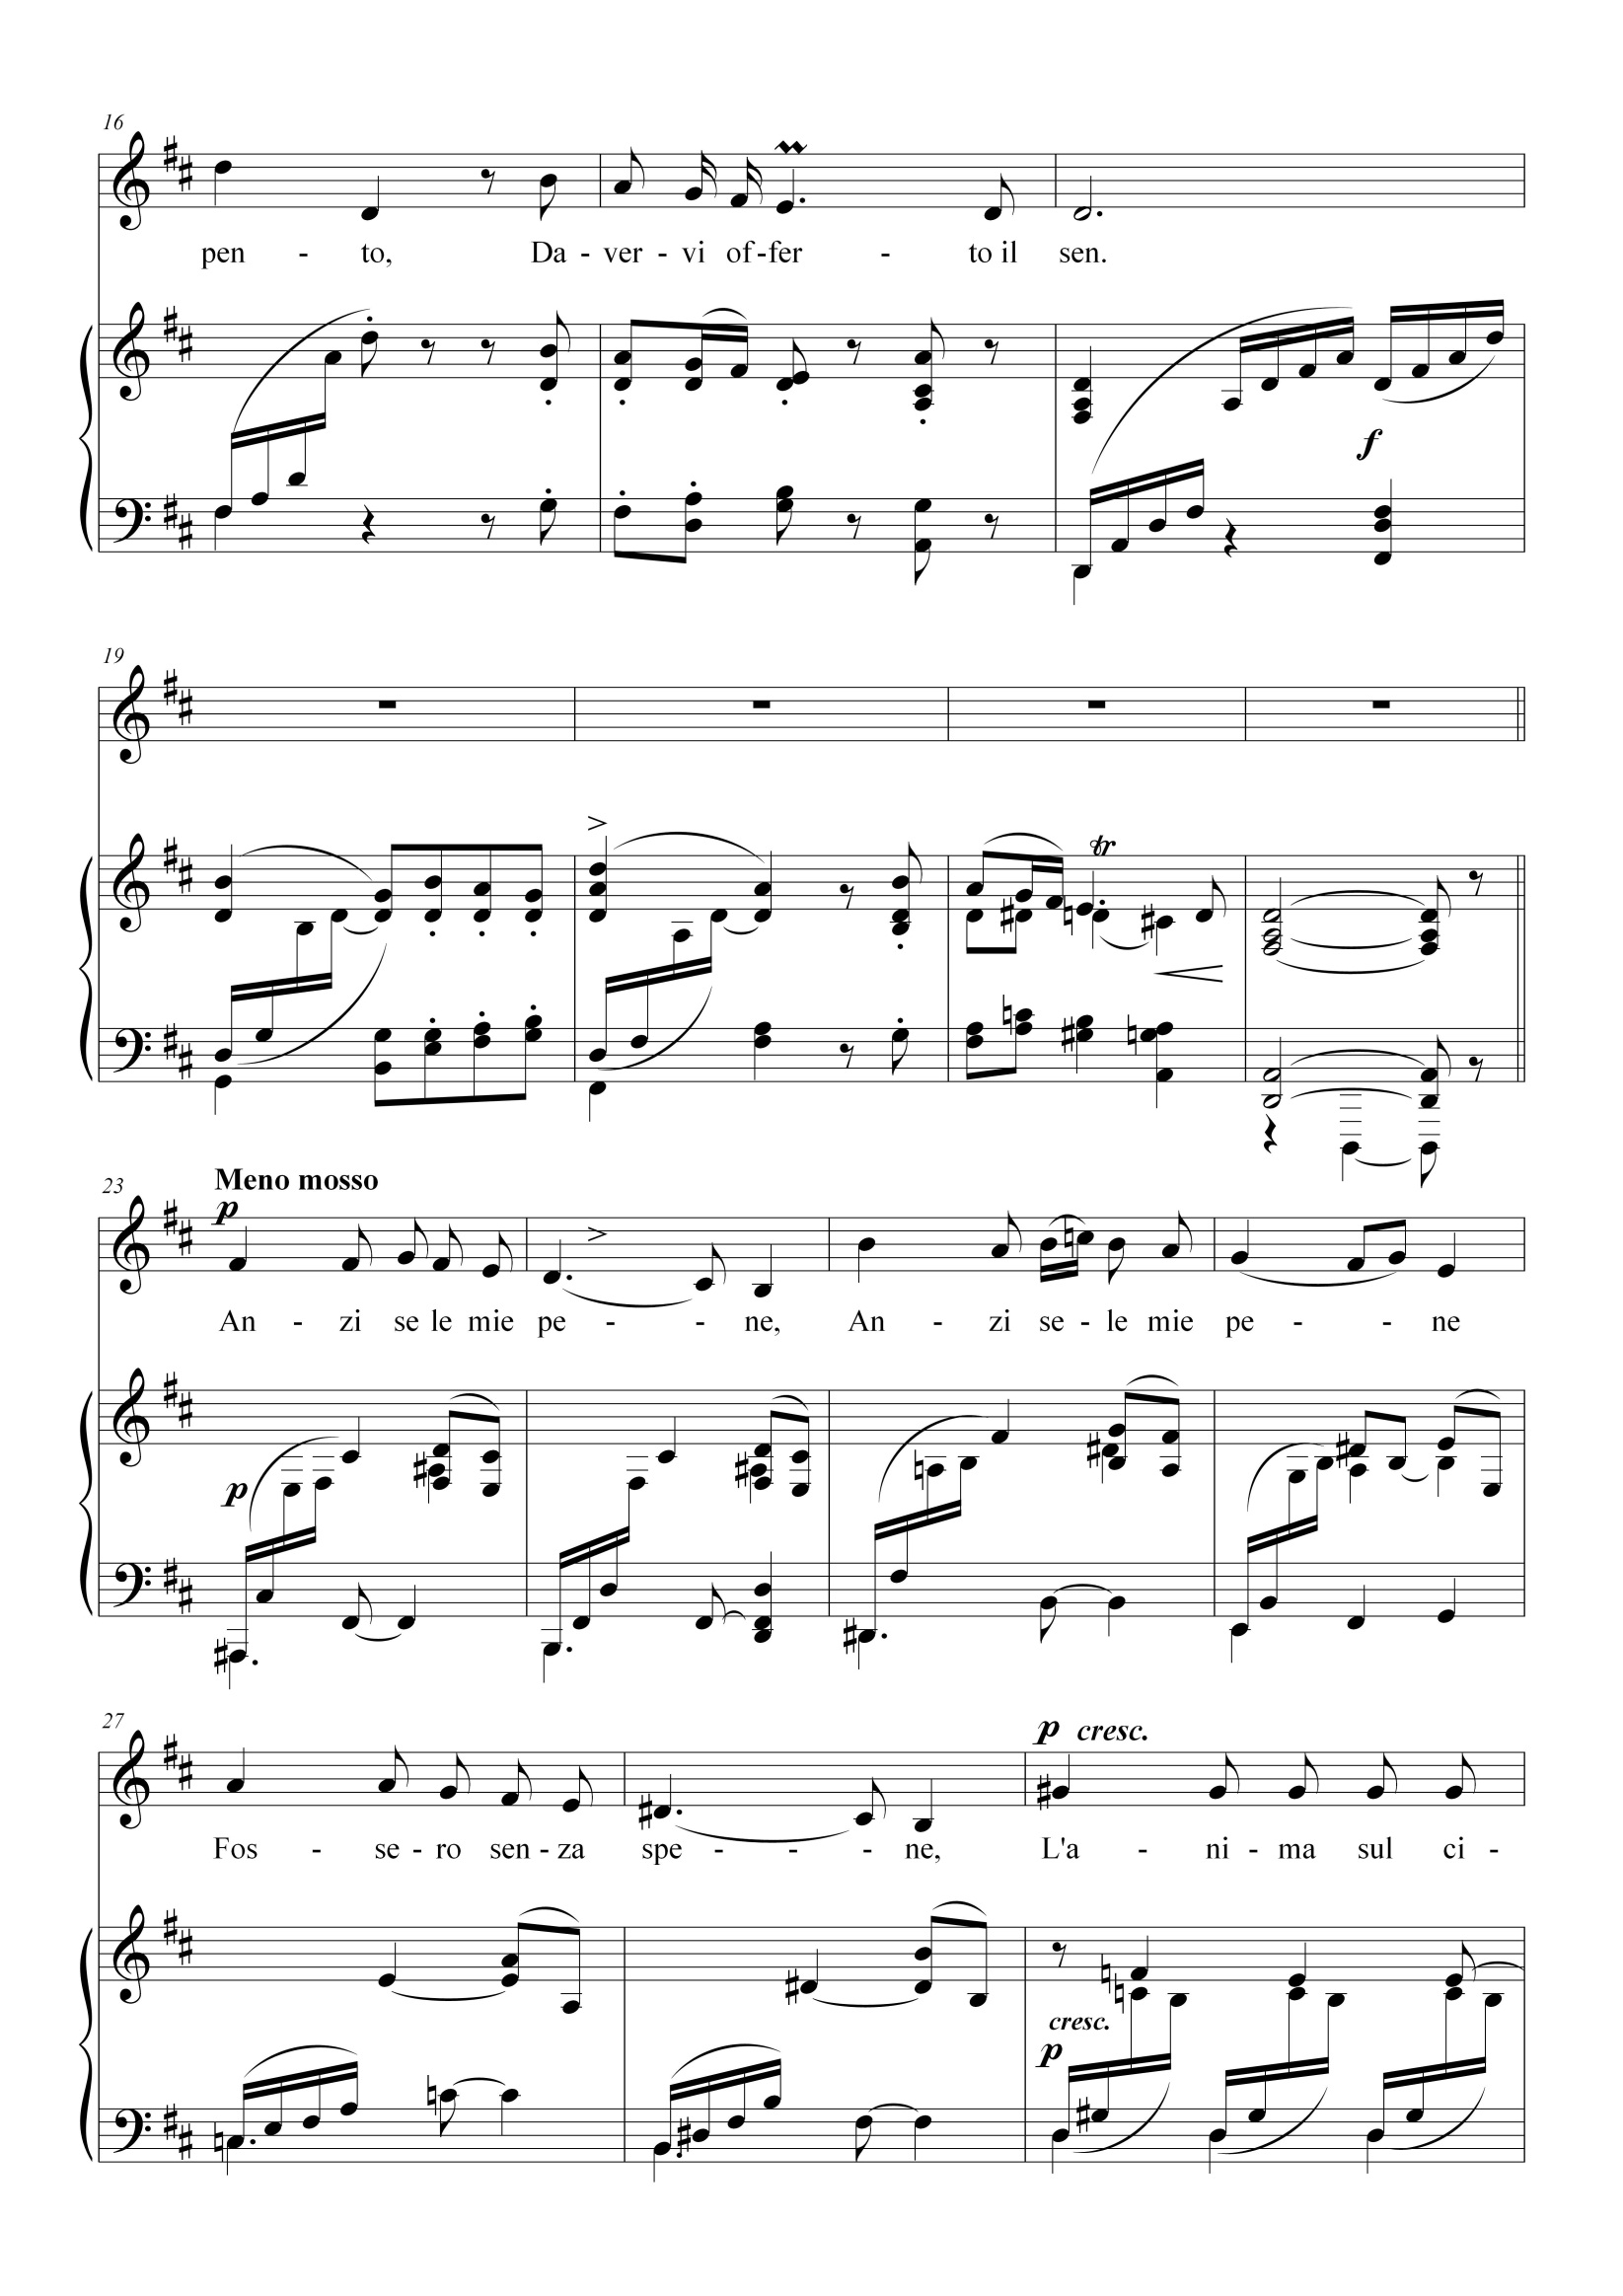 16
pen - to, Da - ver - vi of - fer - to il sen.
f
19
tr
23
Meno mosso
p
An - zi se le mie pe - - ne, An - zi se - le mie pe - - ne
p
27
p cresc.
Fos - se - ro sen - za spe - - - ne, L'a - ni - ma sul ci -
cresc.
p